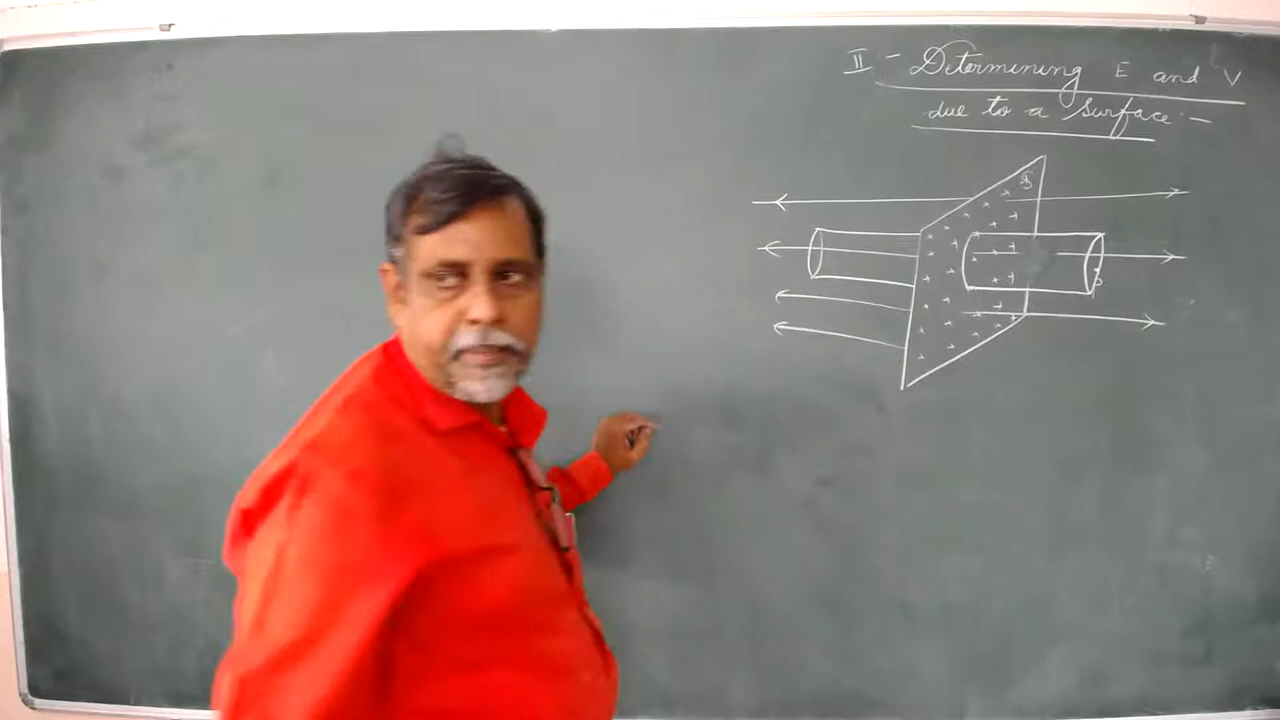 II - Determining E and V
due to a Surface :-
P